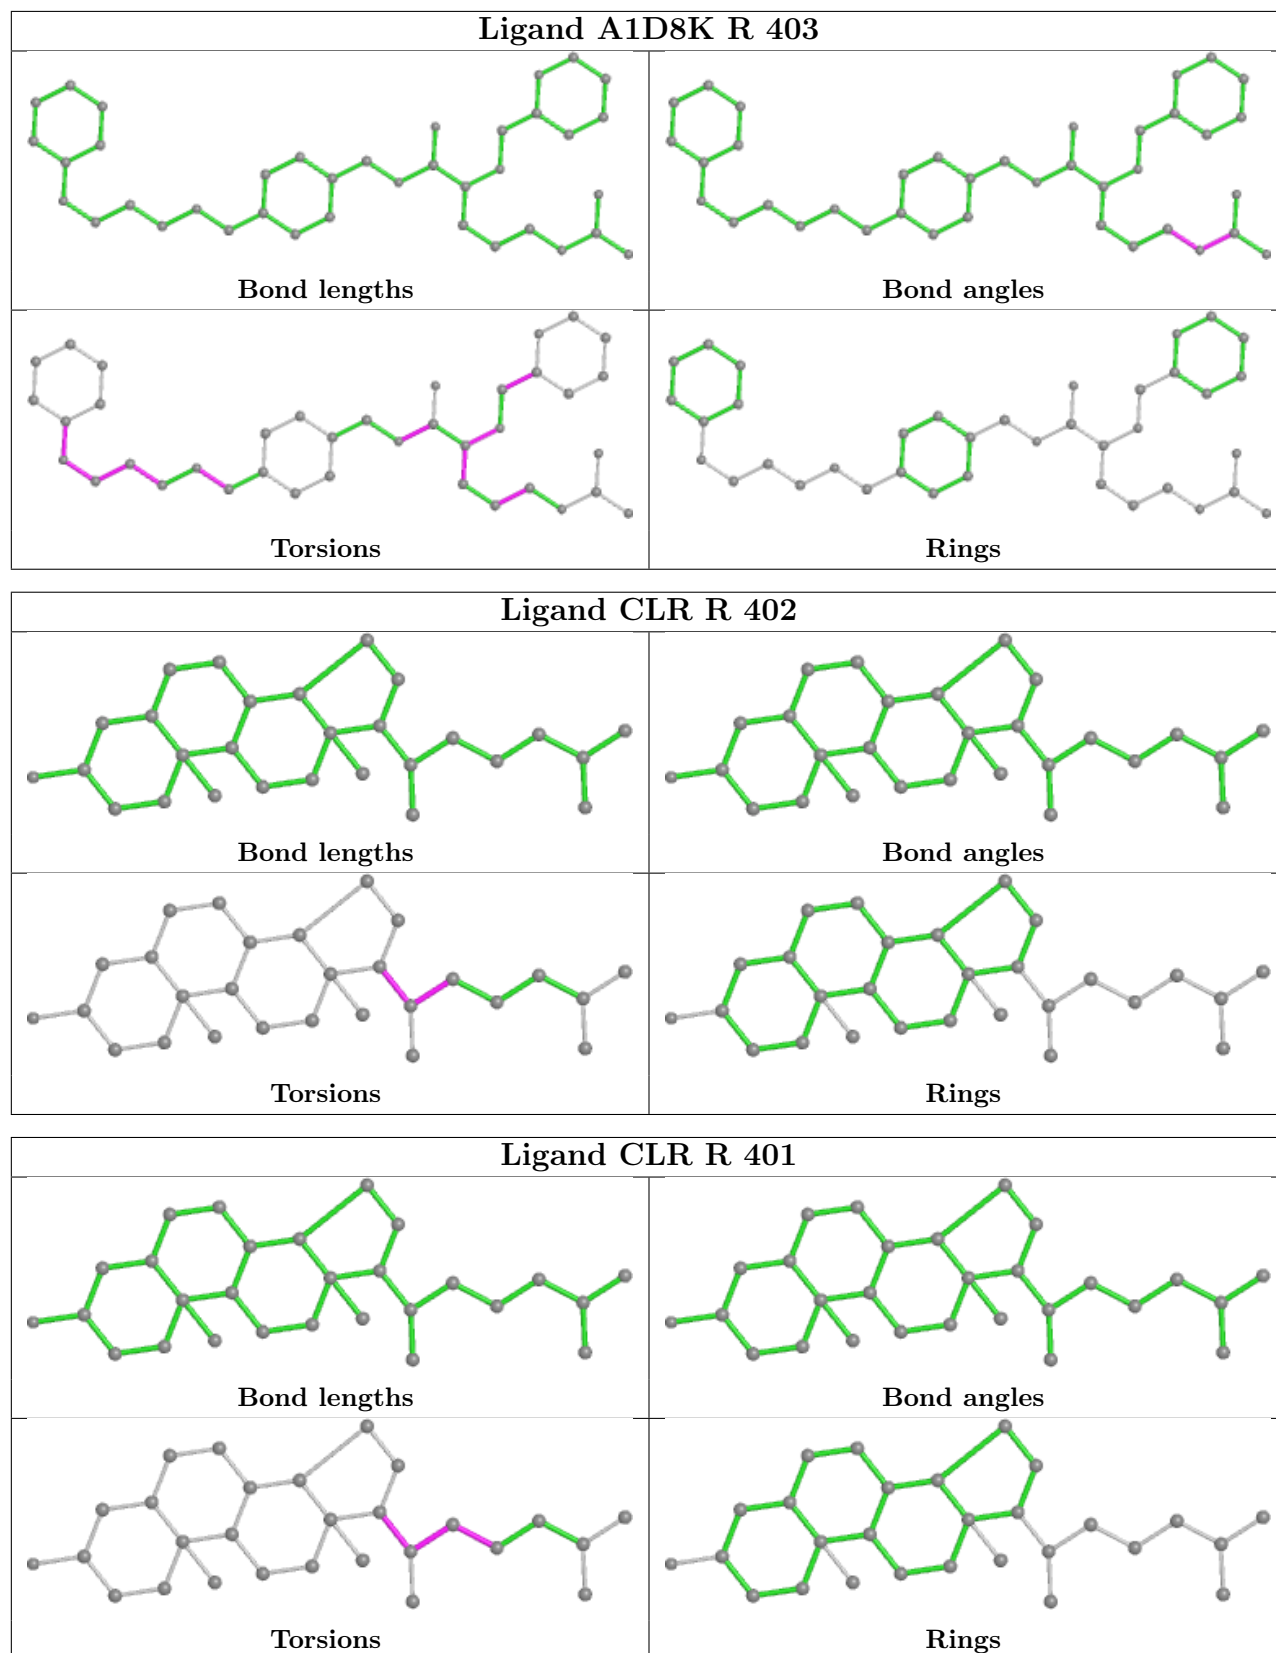 Ligand A1D8K R 403
Bond lengths
Bond angles
Torsions
Rings
Ligand CLR R 402
Bond lengths
Bond angles
Torsions
Rings
Ligand CLR R 401
Bond lengths
Bond angles
Torsions
Rings